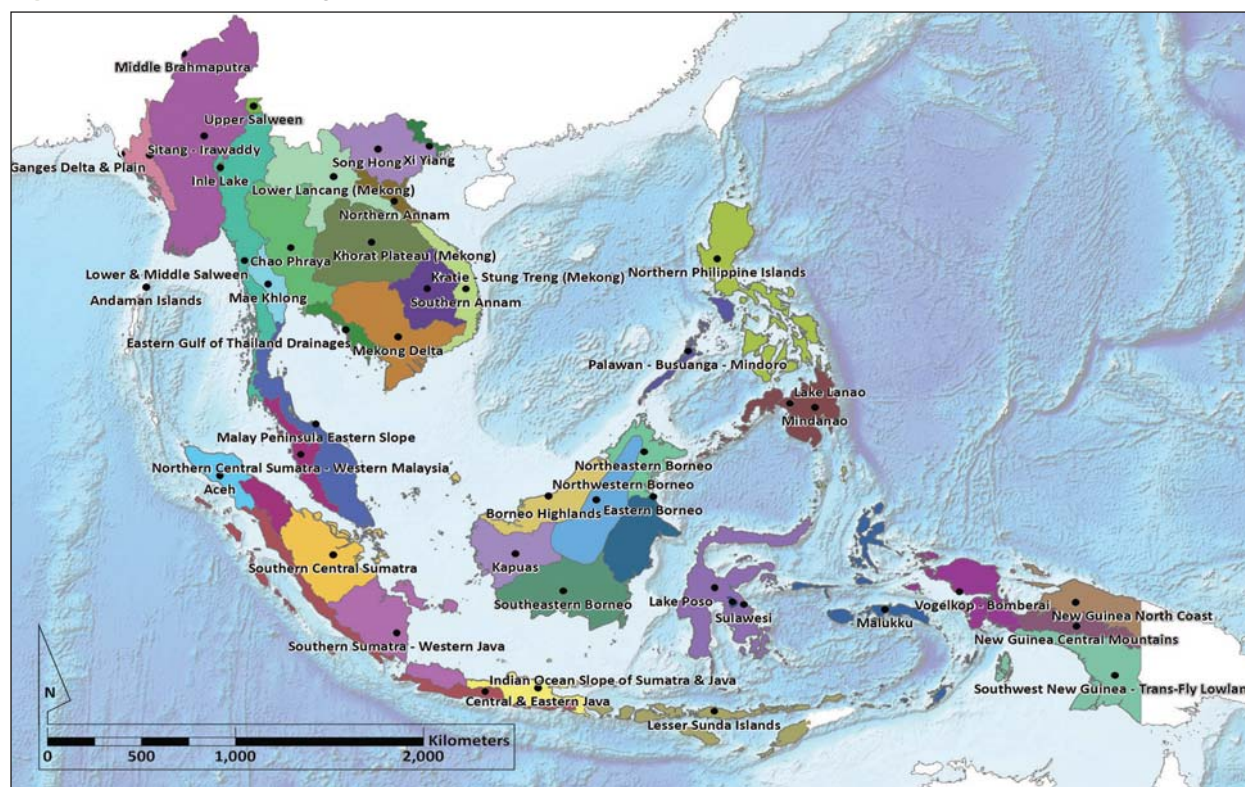 Middle Brahmaputra
Upper Salween
Sitang - Irawaddy
Song Hong
Xi Yiang
Ganges Delta & Plain
Inle Lake
Lower Lancang (Mekong)
Northern Annam
Khorat Plateau (Mekong)
Chao Phraya
Northern Philippine Islands
Lower & Middle Salween
Kratie - Stung Treng (Mekong)
Andaman Islands
Mae Khlong
Southern Annam
Eastern Gulf of Thailand Drainages
Mekong Delta
Palawan - Busuanga - Mindoro
Lake Lanao
Mindanao
Malay Peninsula Eastern Slope
Northern Central Sumatra - Western Malaysia
Northeastern Borneo
Aceh
Northwestern Borneo
Borneo Highlands
Eastern Borneo
Kapuas
Southern Central Sumatra
Southeastern Borneo
Lake Poso
Sulawesi
Malukku
Vogelkop - Bomberai
New Guinea North Coast
New Guinea Central Mountains
Southern Sumatra - Western Java
Indian Ocean Slope of Sumatra & Java
Southwest New Guinea - Trans-Fly Lowlan
Central & Eastern Java
Lesser Sunda Islands
N
Kilometers
0 500 1,000 2,000